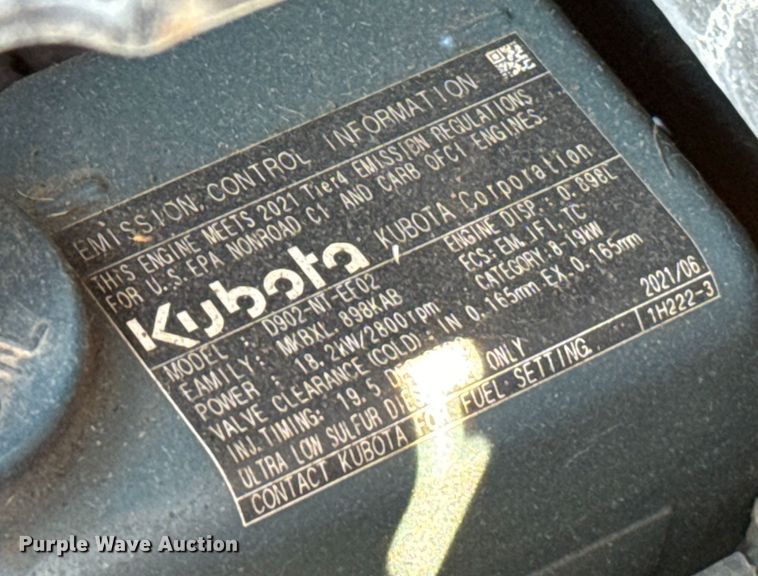 EMISSION CONTROL INFORMATION
THIS ENGINE MEETS 2021 Tier4 EMISSION REGULATIONS
FOR U.S. EPA NONROAD CI AND CARB OFCI ENGINES.
Kubota, KUBOTA Corporation
MODEL : D902-NT-EF02 ENGINE DISP.: 0.898L
FAMILY: MKBXL.898KAB ECS: EM, IFI, TC
POWER : 18.2kW/2800rpm CATEGORY: 8-19kW
VALVE CLEARANCE (COLD): IN 0.165mm EX 0.165mm
INJ. TIMING: 19.5 2021/06
ULTRA LOW SULFUR ONLY 1H222-3
CONTACT KUBOTA FOR FUEL SETTING.
OIL
Purple Wave Auction